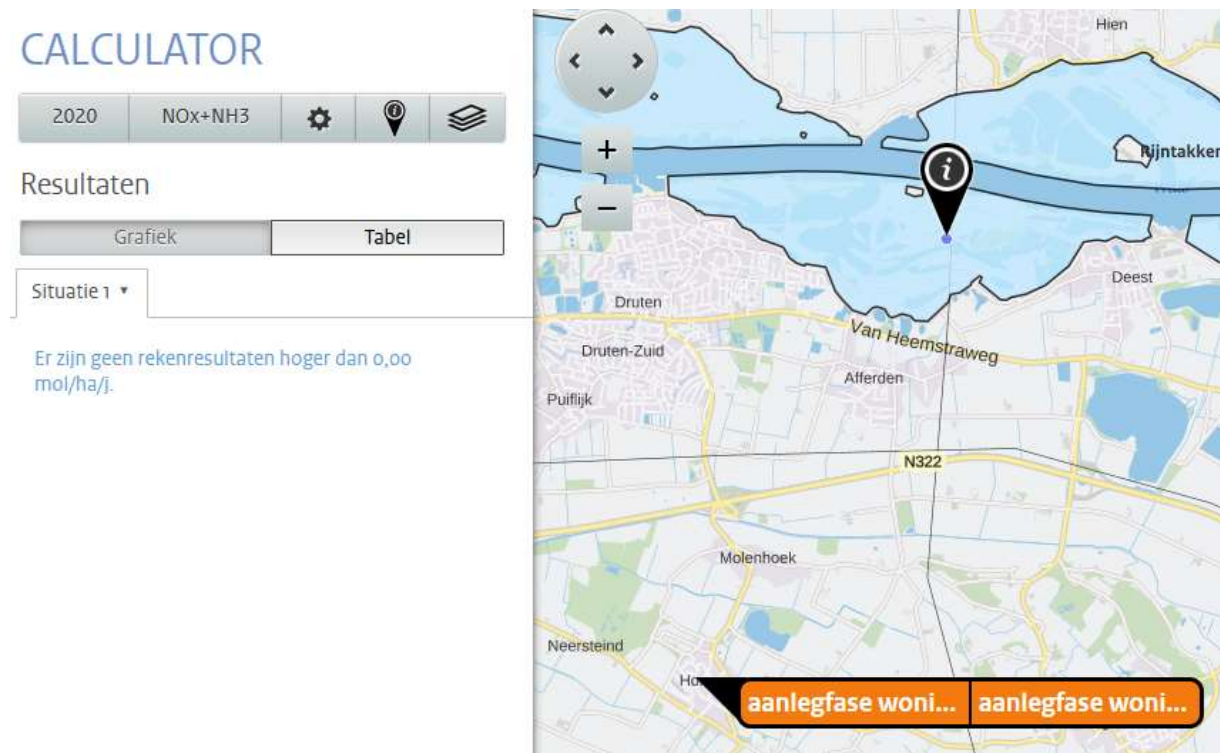 CALCULATOR
2020 NOx+NH3
Resultaten
Grafiek Tabel
Situatie 1
Er zijn geen rekenresultaten hoger dan 0,00
mol/ha/j.
Hien
Rijntakken
Druten
Deest
Van Heemstraweg
Druten-Zuid
Afferden
Puiflijk
N322
Molenhoek
Neersteind
aanlegfase woni... aanlegfase woni...